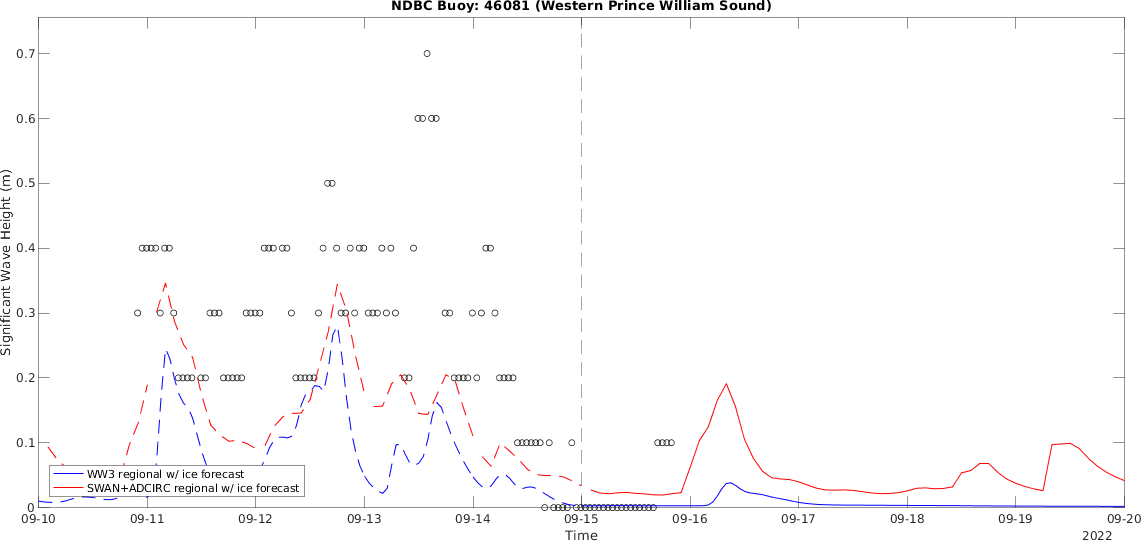 NDBC Buoy: 46081 (Western Prince William Sound)
Significant Wave Height (m)
0.7
0.6
0.5
0.4
0.3
0.2
0.1
0
WW3 regional w/ ice forecast
SWAN+ADCIRC regional w/ ice forecast
09-10 09-11 09-12 09-13 09-14 09-15 09-16 09-17 09-18 09-19 09-20
Time
2022